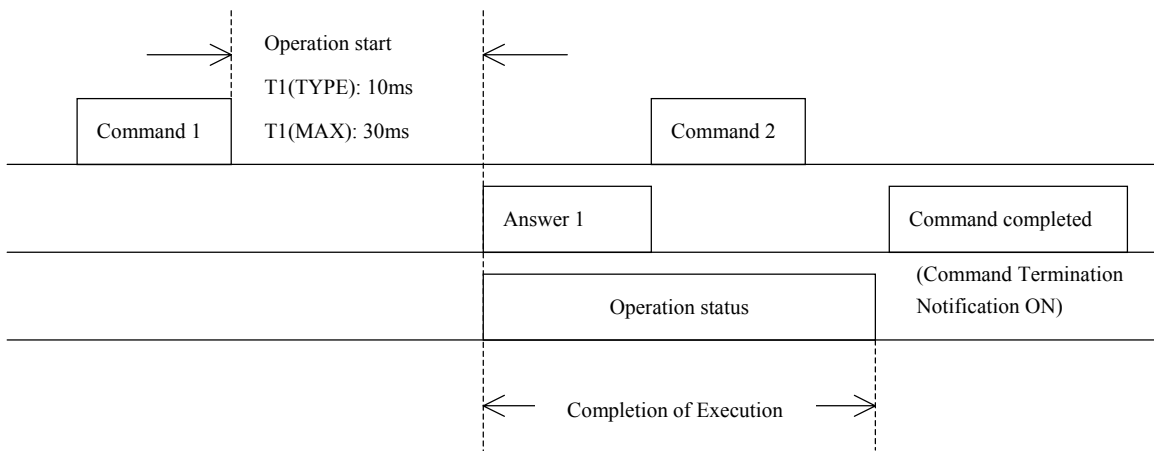 Operation start
T1(TYPE): 10ms
T1(MAX): 30ms
Command 1
Command 2
Answer 1
Command completed
(Command Termination
Notification ON)
Operation status
Completion of Execution